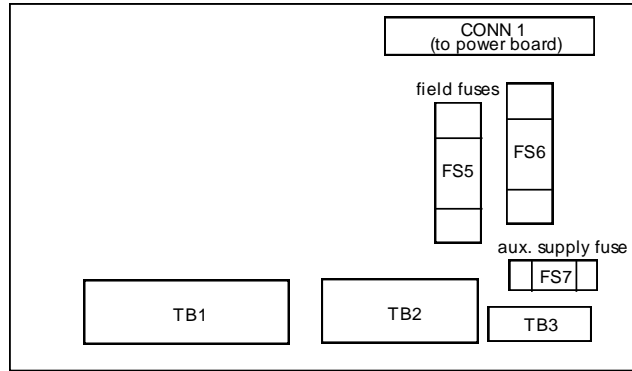 CONN 1
(to power board)
field fuses
FS5
FS6
aux. supply fuse
FS7
TB1
TB2
TB3